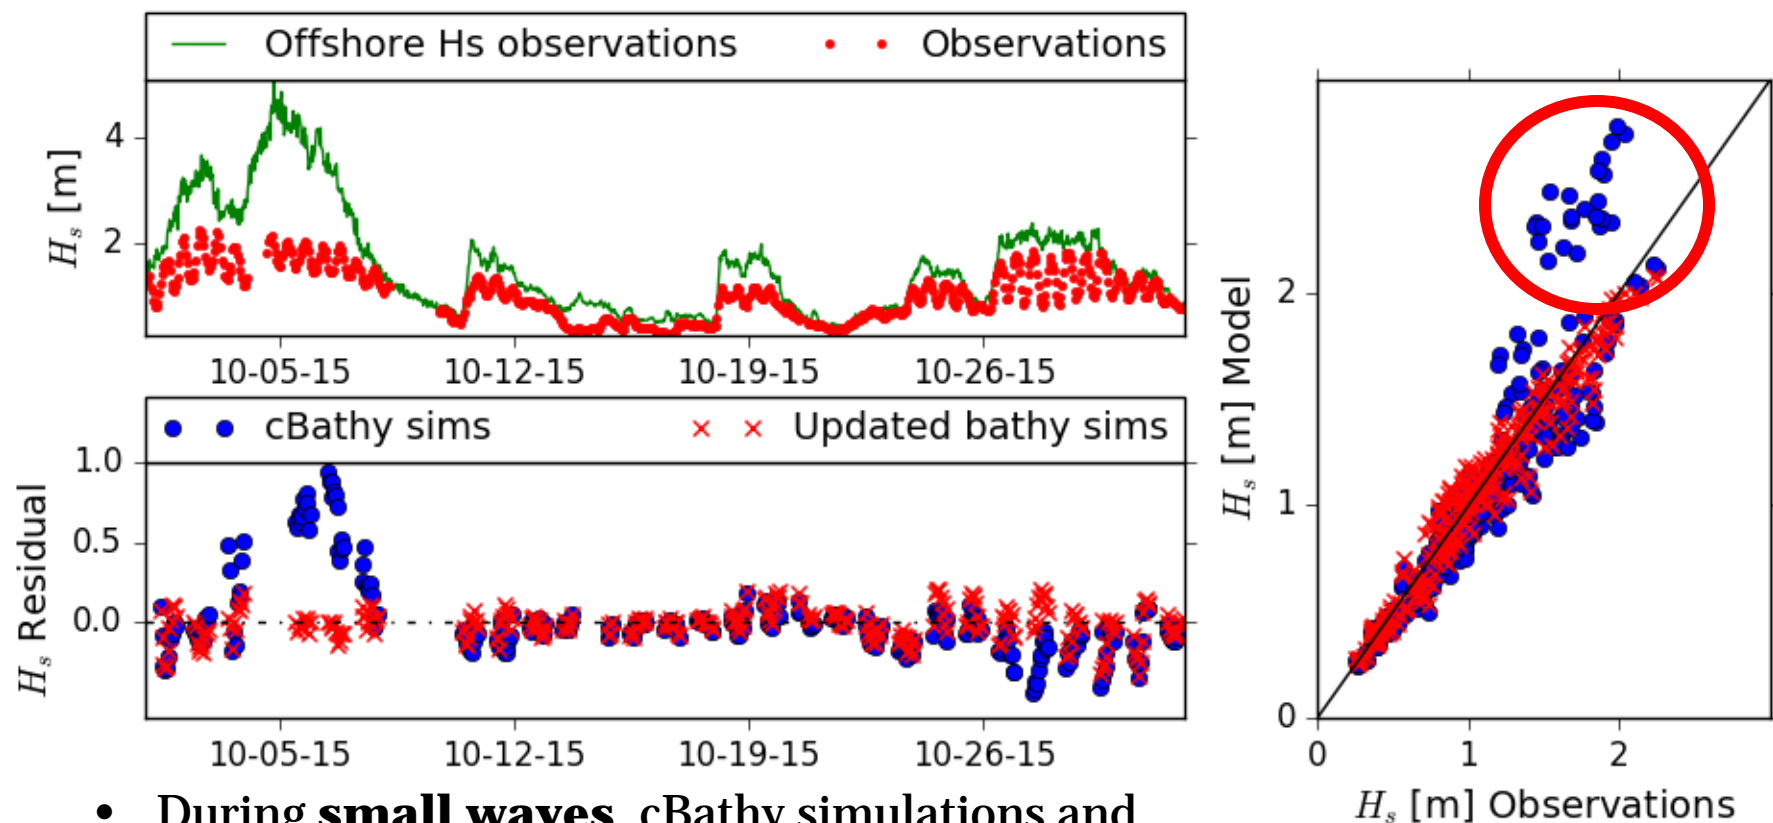 Offshore Hs observations Observations
H_s [m]
4
2
10-05-15 10-12-15 10-19-15 10-26-15
cBathy sims Updated bathy sims
H_s Residual
1.0
0.5
0.0
10-05-15 10-12-15 10-19-15 10-26-15
H_s [m] Model
2
1
0
0 1 2
H_s [m] Observations
• During small waves cBathy simulations and